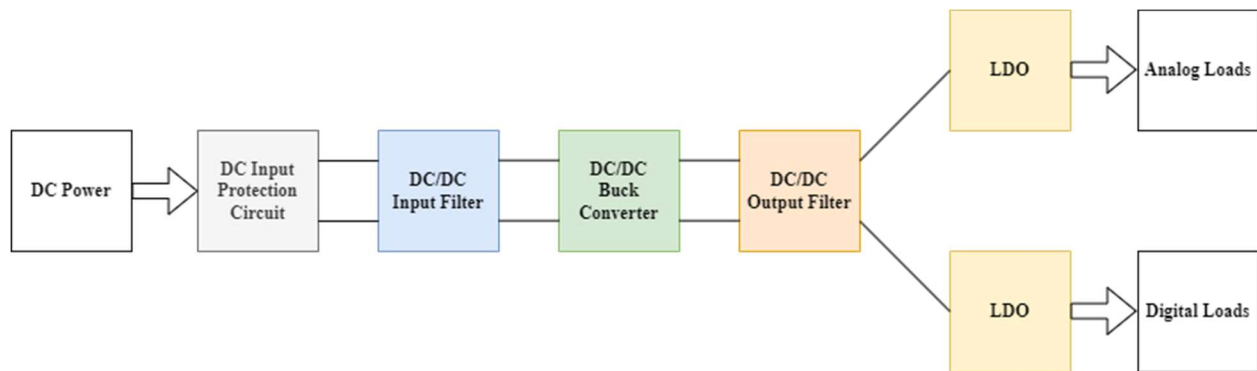 DC Power
DC Input
Protection
Circuit
DC/DC
Input Filter
DC/DC
Buck
Converter
DC/DC
Output Filter
LDO
Analog Loads
LDO
Digital Loads